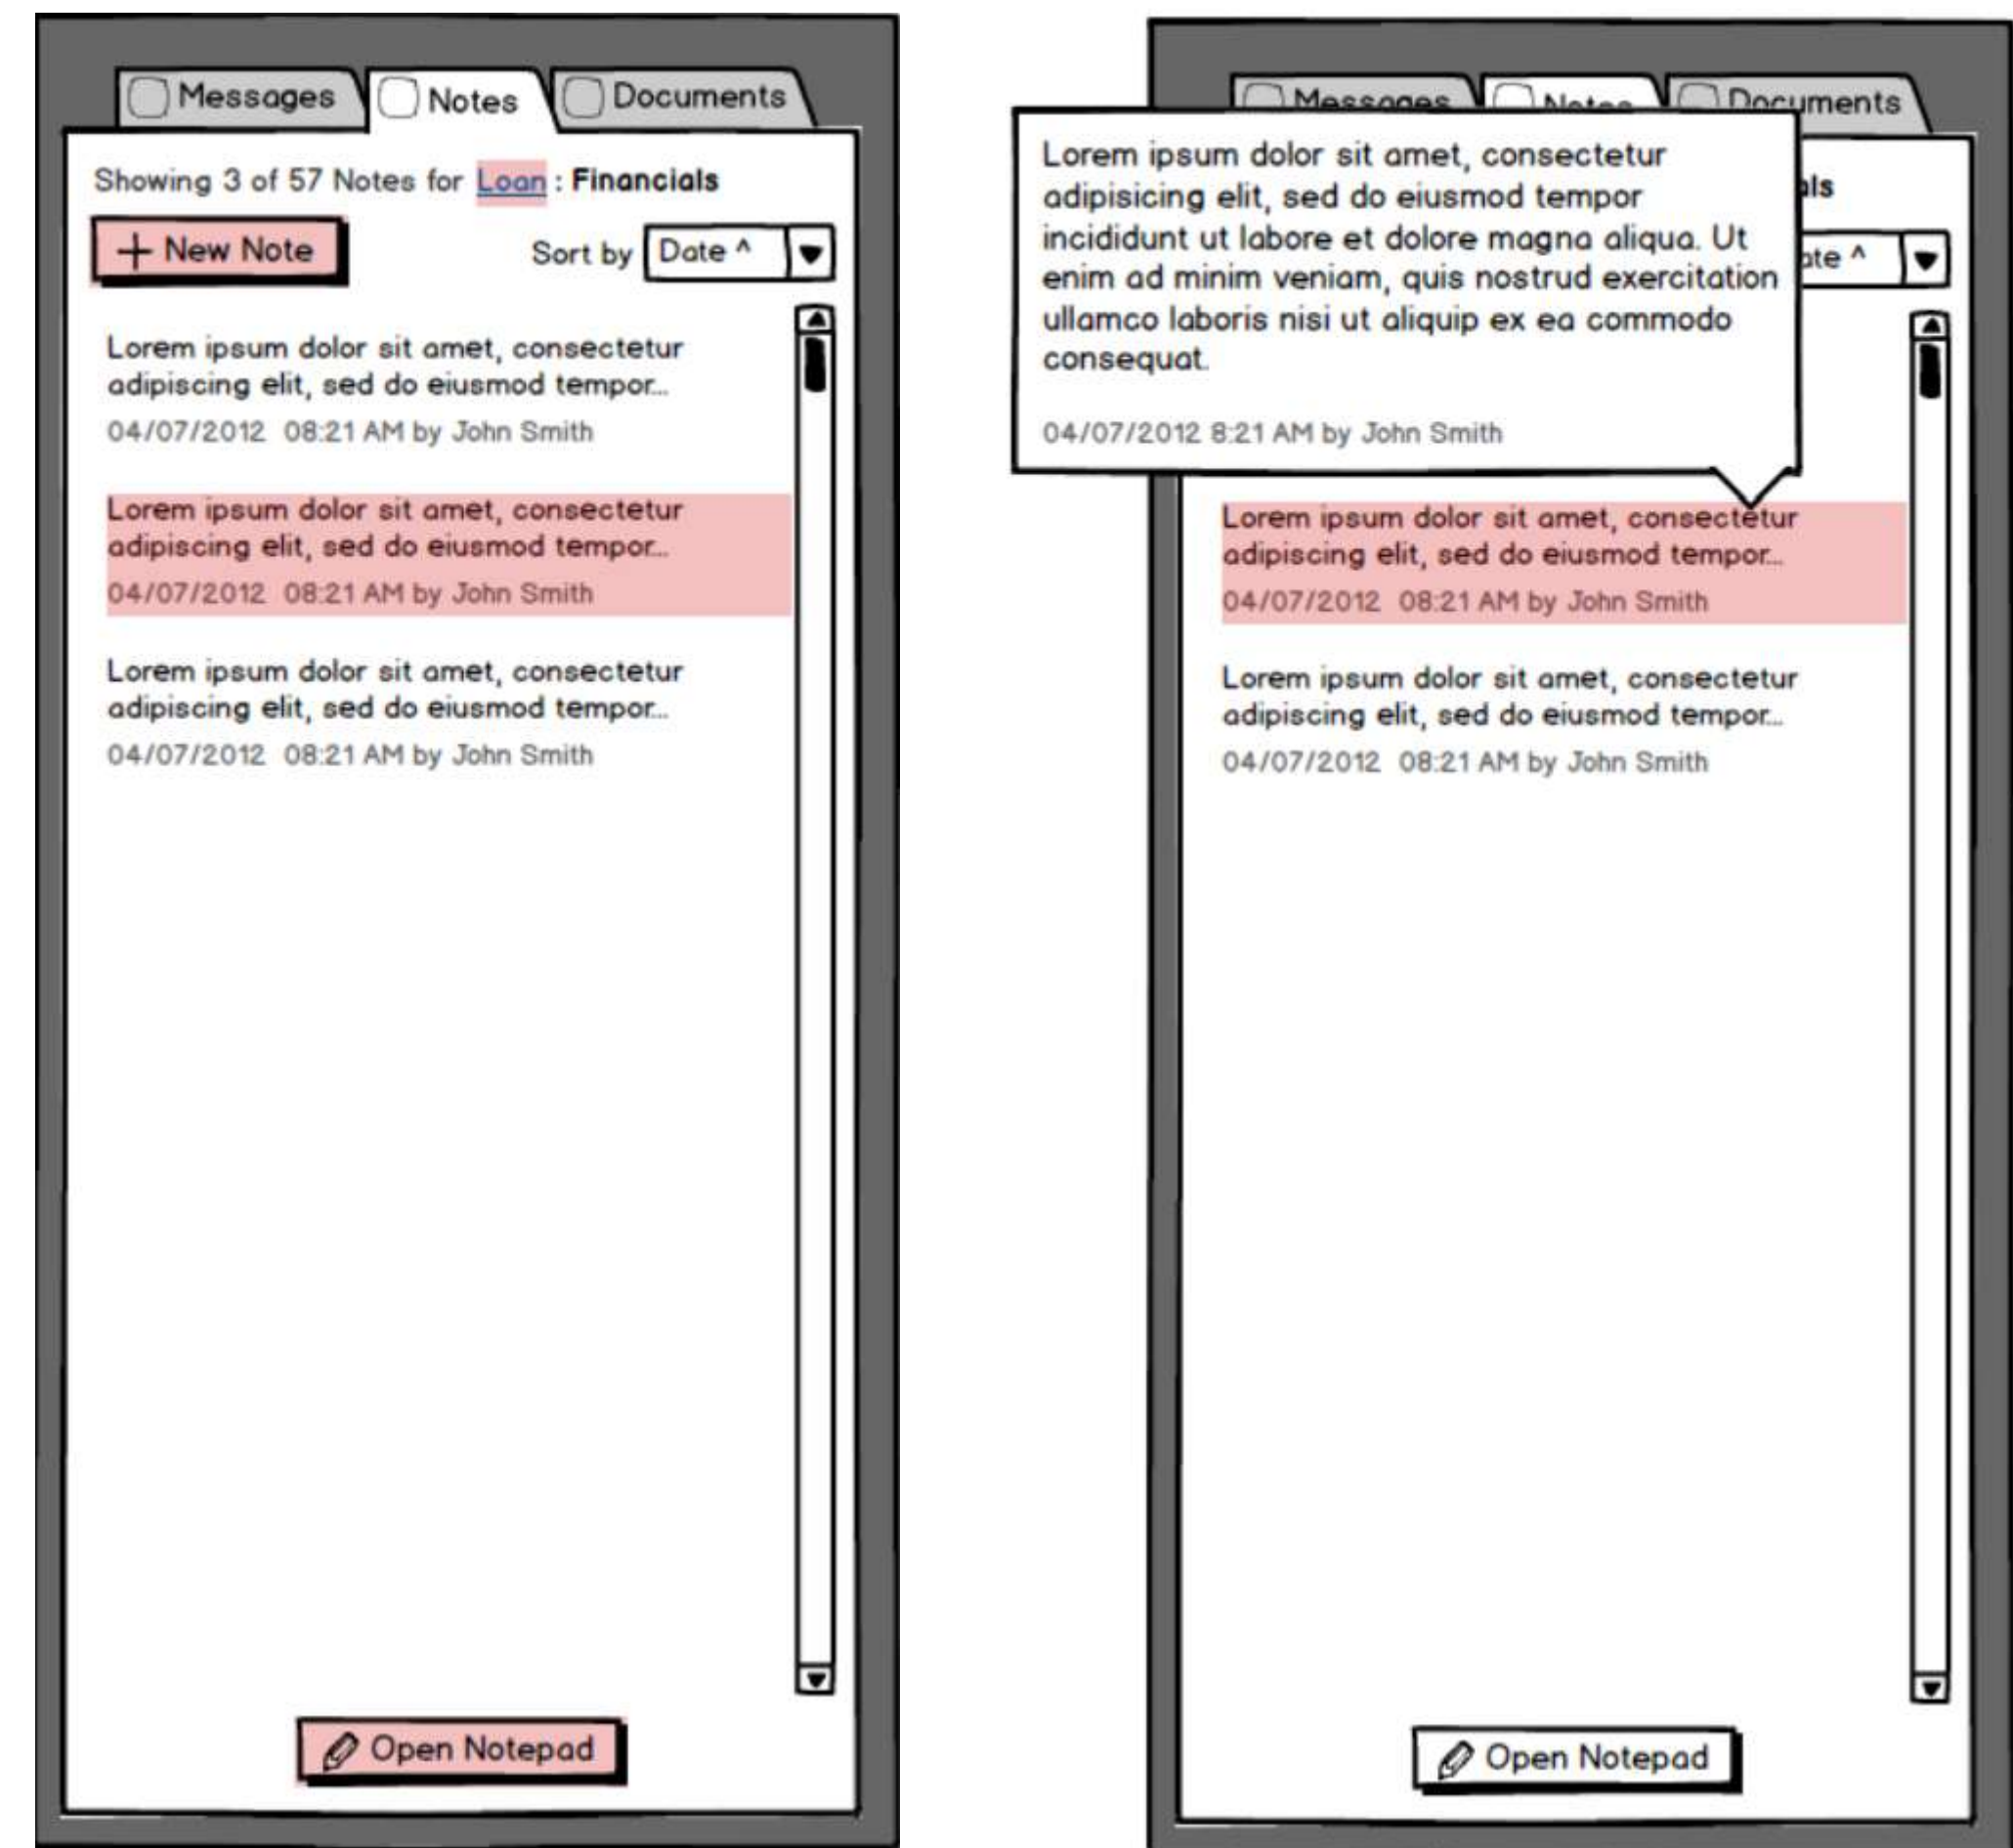 Messages
Notes
Documents
Showing 3 of 57 Notes for Loan : Financials
+ New Note
Sort by Date ^
Lorem ipsum dolor sit amet, consectetur
adipiscing elit, sed do eiusmod tempor...
04/07/2012 08:21 AM by John Smith
Lorem ipsum dolor sit amet, consectetur
adipiscing elit, sed do eiusmod tempor...
04/07/2012 08:21 AM by John Smith
Lorem ipsum dolor sit amet, consectetur
adipiscing elit, sed do eiusmod tempor...
04/07/2012 08:21 AM by John Smith
Open Notepad
Messages
Notes
Documents
Lorem ipsum dolor sit amet, consectetur
adipisicing elit, sed do eiusmod tempor
incididunt ut labore et dolore magna aliqua. Ut
enim ad minim veniam, quis nostrud exercitation
ullamco laboris nisi ut aliquip ex ea commodo
consequat.
04/07/2012 8:21 AM by John Smith
als
ate ^
Lorem ipsum dolor sit amet, consectetur
adipiscing elit, sed do eiusmod tempor...
04/07/2012 08:21 AM by John Smith
Lorem ipsum dolor sit amet, consectetur
adipiscing elit, sed do eiusmod tempor...
04/07/2012 08:21 AM by John Smith
Open Notepad